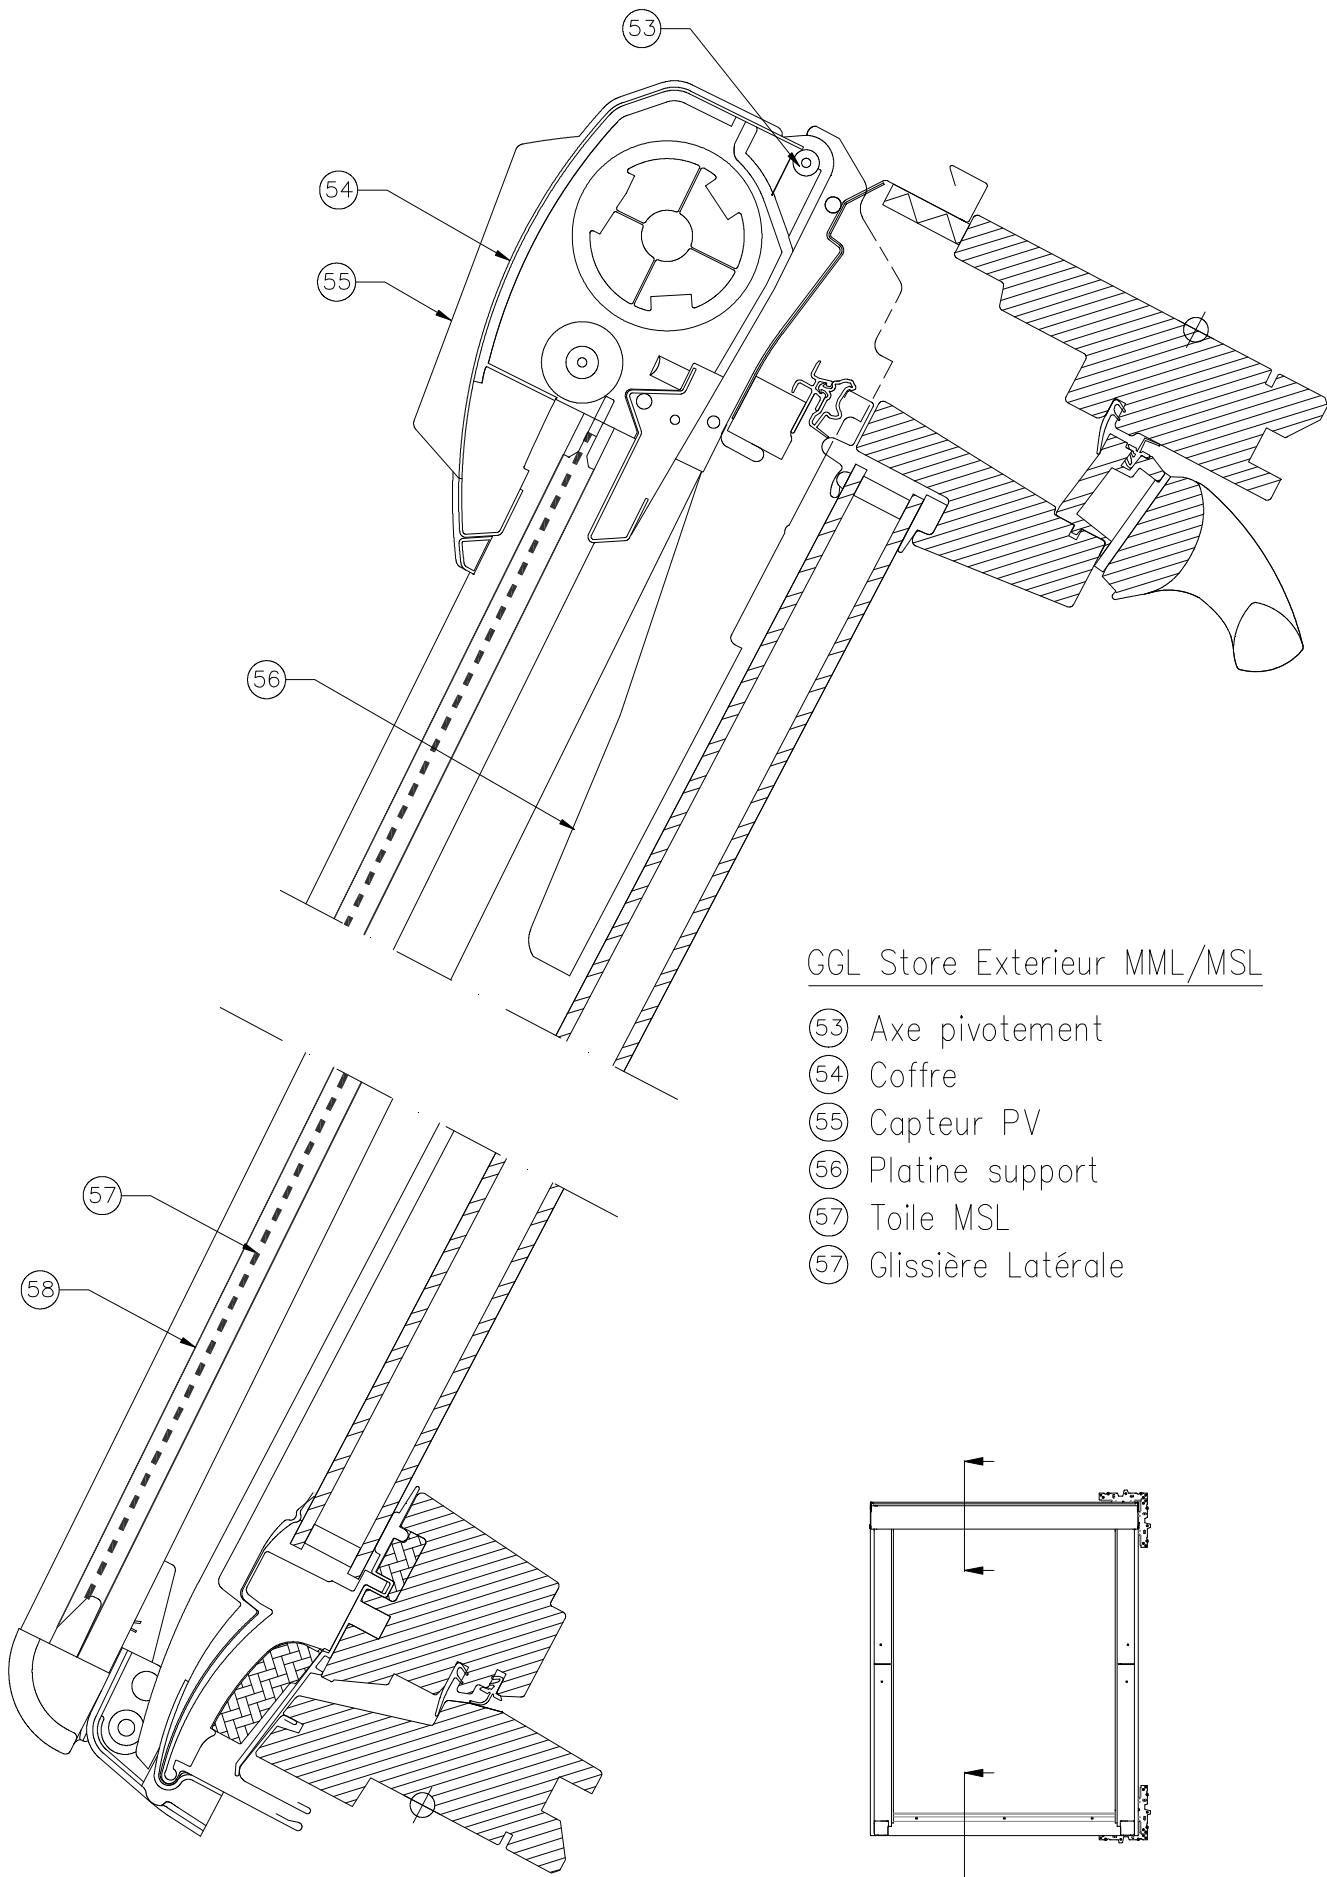 53
54
55
56
GGL Store Exterieur MML/MSL
53 Axe pivotement
54 Coffre
55 Capteur PV
56 Platine support
57 Toile MSL
57 Glissière Latérale
57
58